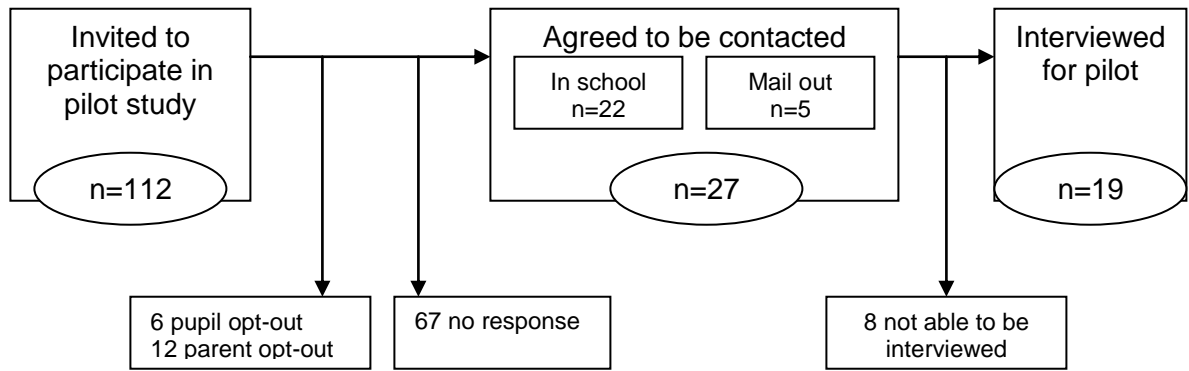 Invited to
participate in
pilot study
n=112
Agreed to be contacted
In school
n=22
Mail out
n=5
n=27
Interviewed
for pilot
n=19
6 pupil opt-out
12 parent opt-out
67 no response
8 not able to be
interviewed